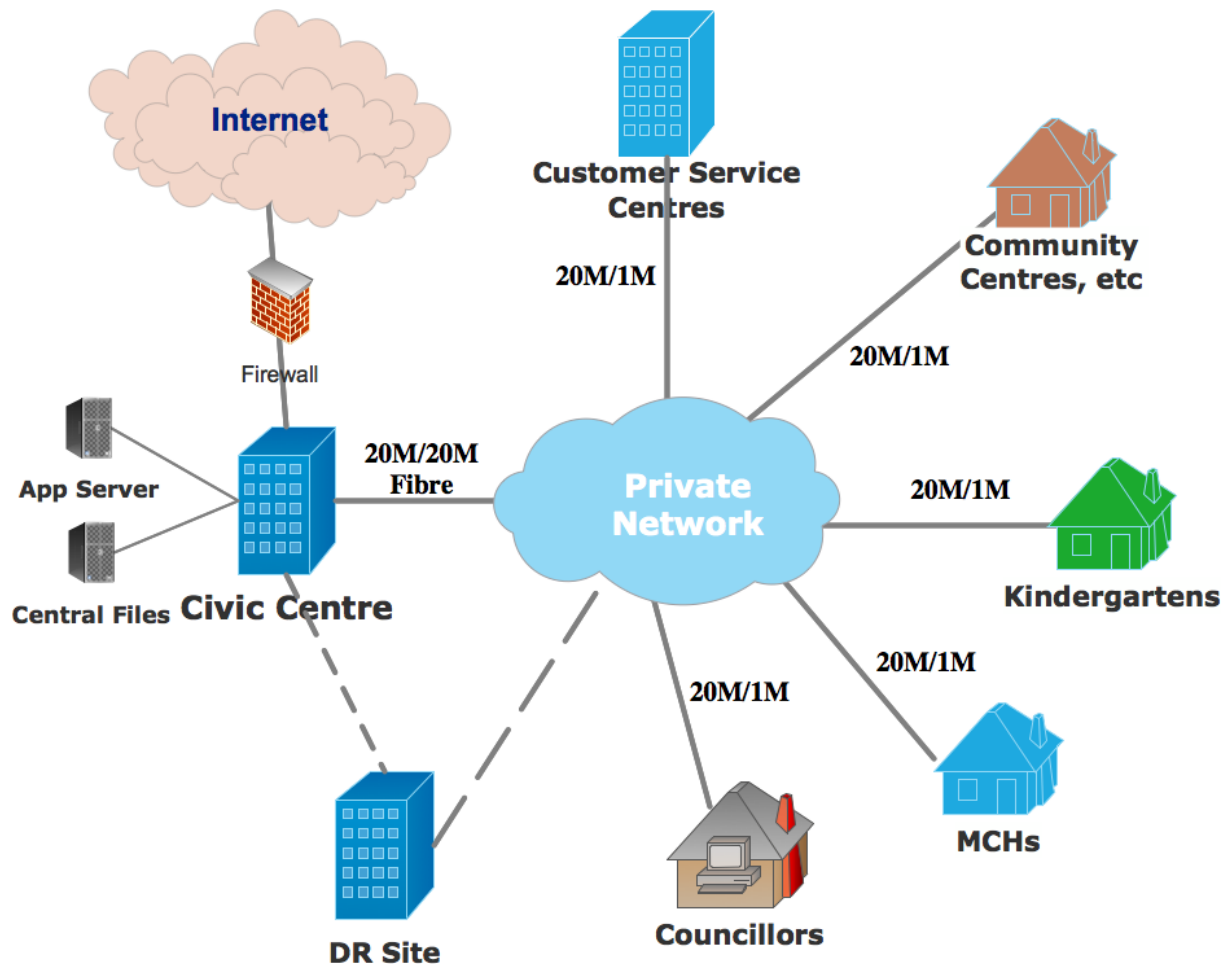 Internet
Customer Service
Centres
Community
Centres, etc
20M/1M
20M/1M
Firewall
20M/20M
Fibre
App Server
Private
Network
20M/1M
Central Files
Civic Centre
Kindergartens
20M/1M
20M/1M
MCHs
Councillors
DR Site